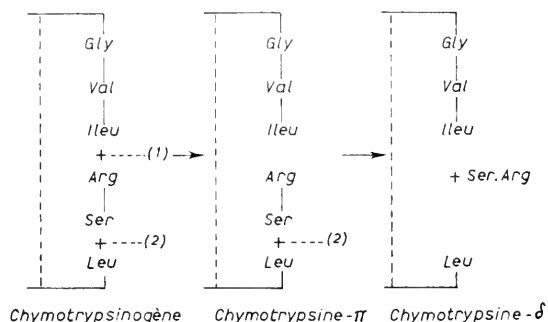 Gly Gly Gly
Val Val Val
Ileu Ileu Ileu
+ -----(1)
Arg Arg + Ser.Arg
Ser Ser
+ ----(2) + ----(2)
Leu Leu Leu
Chymotrypsinogène Chymotrypsine-π Chymotrypsine-δ